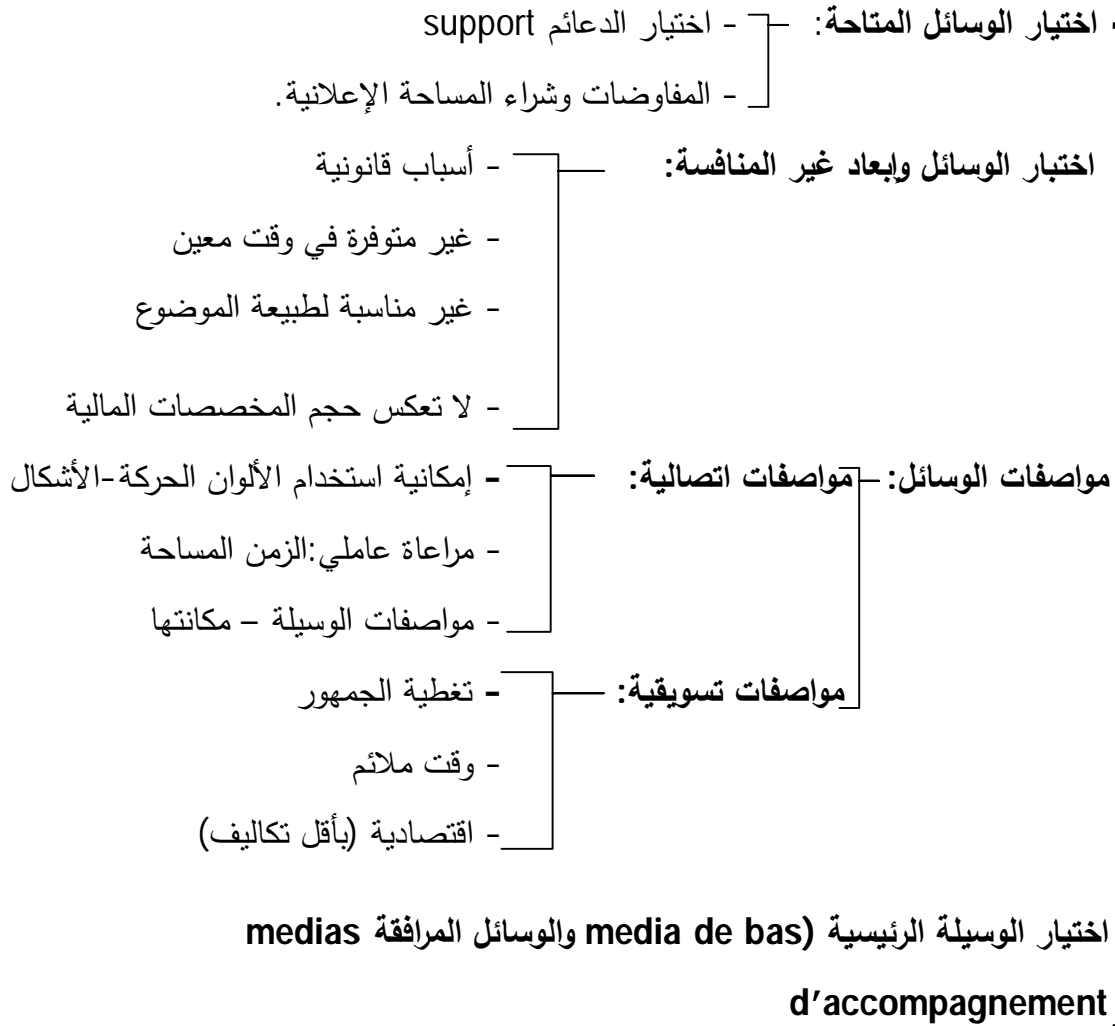 - اختيار الوسائل المتاحة: - اختيار الدعائم support
- المفاوضات وشراء المساحة الإعلانية.
اختبار الوسائل وإبعاد غير المنافسة: - أسباب قانونية
- غير متوفرة في وقت معين
- غير مناسبة لطبيعة الموضوع
- لا تعكس حجم المخصصات المالية
مواصفات الوسائل: مواصفات اتصالية: - إمكانية استخدام الألوان الحركة-الأشكال
- مراعاة عاملي:الزمن المساحة
- مواصفات الوسيلة – مكانتها
مواصفات تسويقية: - تغطية الجمهور
- وقت ملائم
- اقتصادية (بأقل تكاليف)
اختيار الوسيلة الرئيسية (media de bas والوسائل المرافقة medias
d’accompagnement